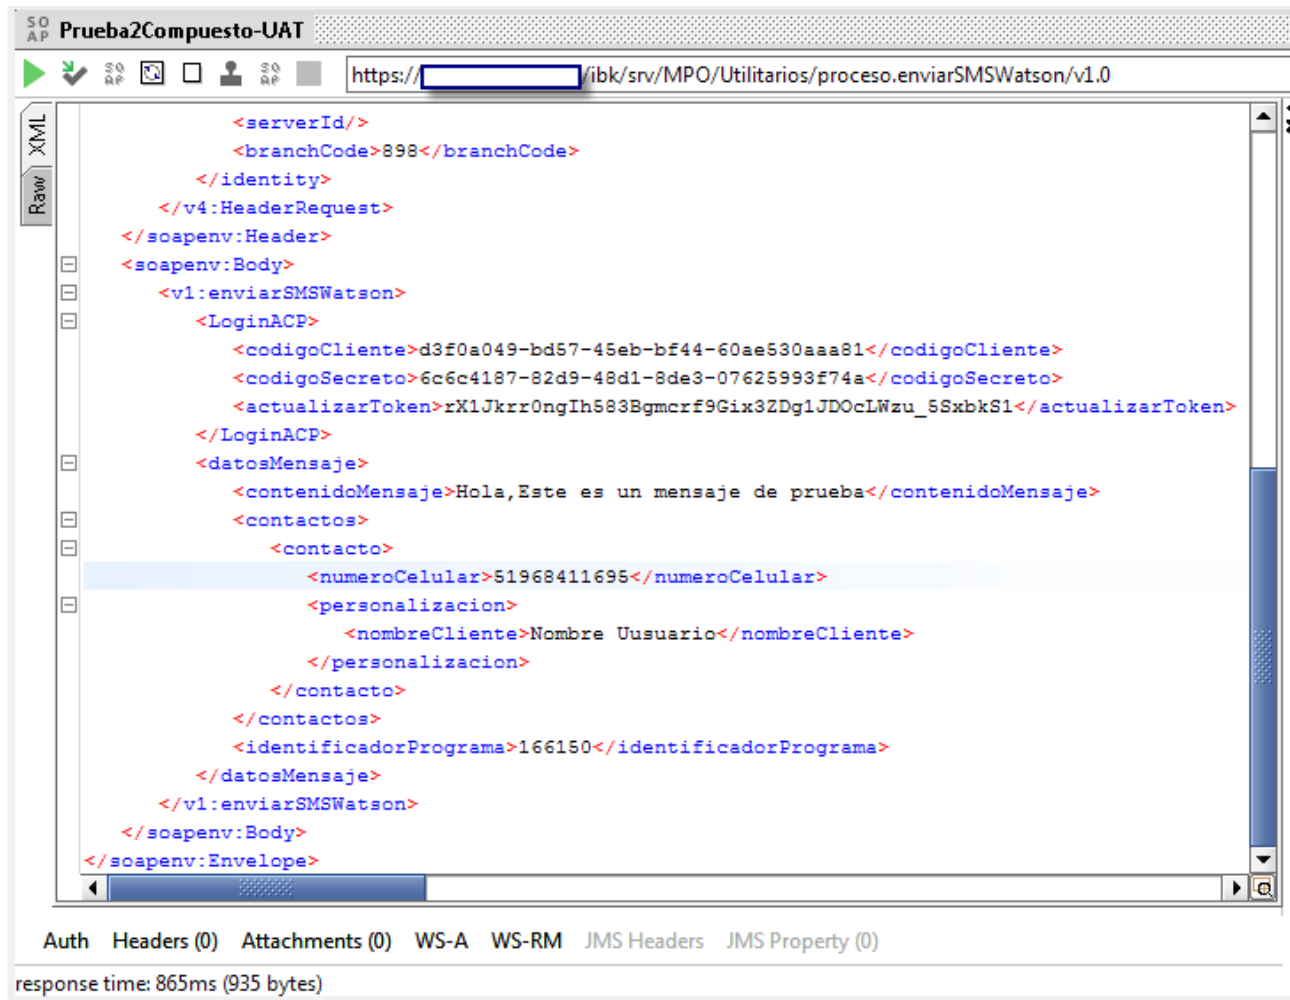 SO AP Prueba2Compuesto-UAT
https:// /ibk/srv/MPO/Utilitarios/proceso.enviarSMSWatson/v1.0
XML
Raw
<serverId/>
<branchCode>898</branchCode>
</identity>
</v4:HeaderRequest>
</soapenv:Header>
<soapenv:Body>
<v1:enviarSMSWatson>
<LoginACP>
<codigoCliente>d3f0a049-bd57-45eb-bf44-60ae530aaa81</codigoCliente>
<codigoSecreto>6c6c4187-82d9-48d1-8de3-07625993f74a</codigoSecreto>
<actualizarToken>rX1Jkrr0ngIh583Bgmcrf9Gix3ZDg1JDOcLWzu_5SxbkS1</actualizarToken>
</LoginACP>
<datosMensaje>
<contenidoMensaje>Hola,Este es un mensaje de prueba</contenidoMensaje>
<contactos>
<contacto>
<numeroCelular>51968411695</numeroCelular>
<personalizacion>
<nombreCliente>Nombre Uusuario</nombreCliente>
</personalizacion>
</contacto>
</contactos>
<identificadorPrograma>166150</identificadorPrograma>
</datosMensaje>
</v1:enviarSMSWatson>
</soapenv:Body>
</soapenv:Envelope>
Auth Headers (0) Attachments (0) WS-A WS-RM JMS Headers JMS Property (0)
response time: 865ms (935 bytes)